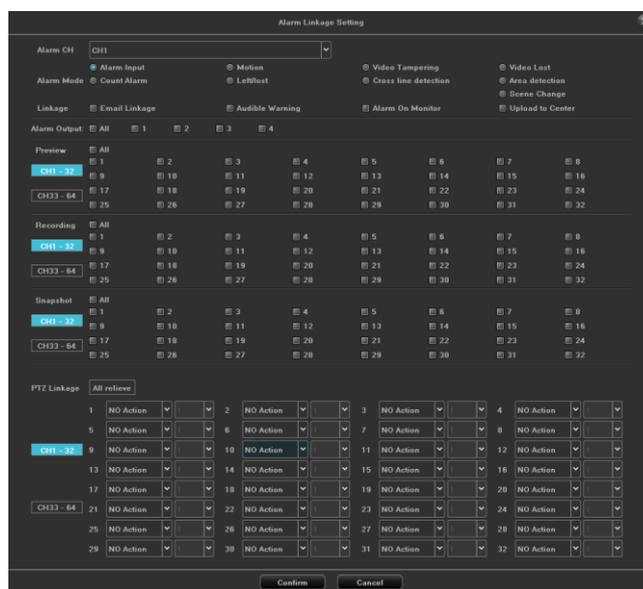 Alarm Linkage Setting
Alarm CH CH1
Alarm Input Motion Video Tampering Video Lost
Alarm Mode Count Alarm Left/lost Cross line detection Area detection
Scene Change
Linkage Email Linkage Audible Warning Alarm On Monitor Upload to Center
Alarm Output: All 1 2 3 4
Preview All
1 2 3 4 5 6 7 8
CH1 - 32
9 10 11 12 13 14 15 16
17 18 19 20 21 22 23 24
CH33 - 64
25 26 27 28 29 30 31 32
Recording All
1 2 3 4 5 6 7 8
CH1 - 32
9 10 11 12 13 14 15 16
17 18 19 20 21 22 23 24
CH33 - 64
25 26 27 28 29 30 31 32
Snapshot All
1 2 3 4 5 6 7 8
CH1 - 32
9 10 11 12 13 14 15 16
17 18 19 20 21 22 23 24
CH33 - 64
25 26 27 28 29 30 31 32
PTZ Linkage All relieve
1 NO Action 2 NO Action 3 NO Action 4 NO Action
5 NO Action 6 NO Action 7 NO Action 8 NO Action
CH1 - 32 9 NO Action 10 NO Action 11 NO Action 12 NO Action
13 NO Action 14 NO Action 15 NO Action 16 NO Action
17 NO Action 18 NO Action 19 NO Action 20 NO Action
CH33 - 64 21 NO Action 22 NO Action 23 NO Action 24 NO Action
25 NO Action 26 NO Action 27 NO Action 28 NO Action
29 NO Action 30 NO Action 31 NO Action 32 NO Action
Confirm Cancel